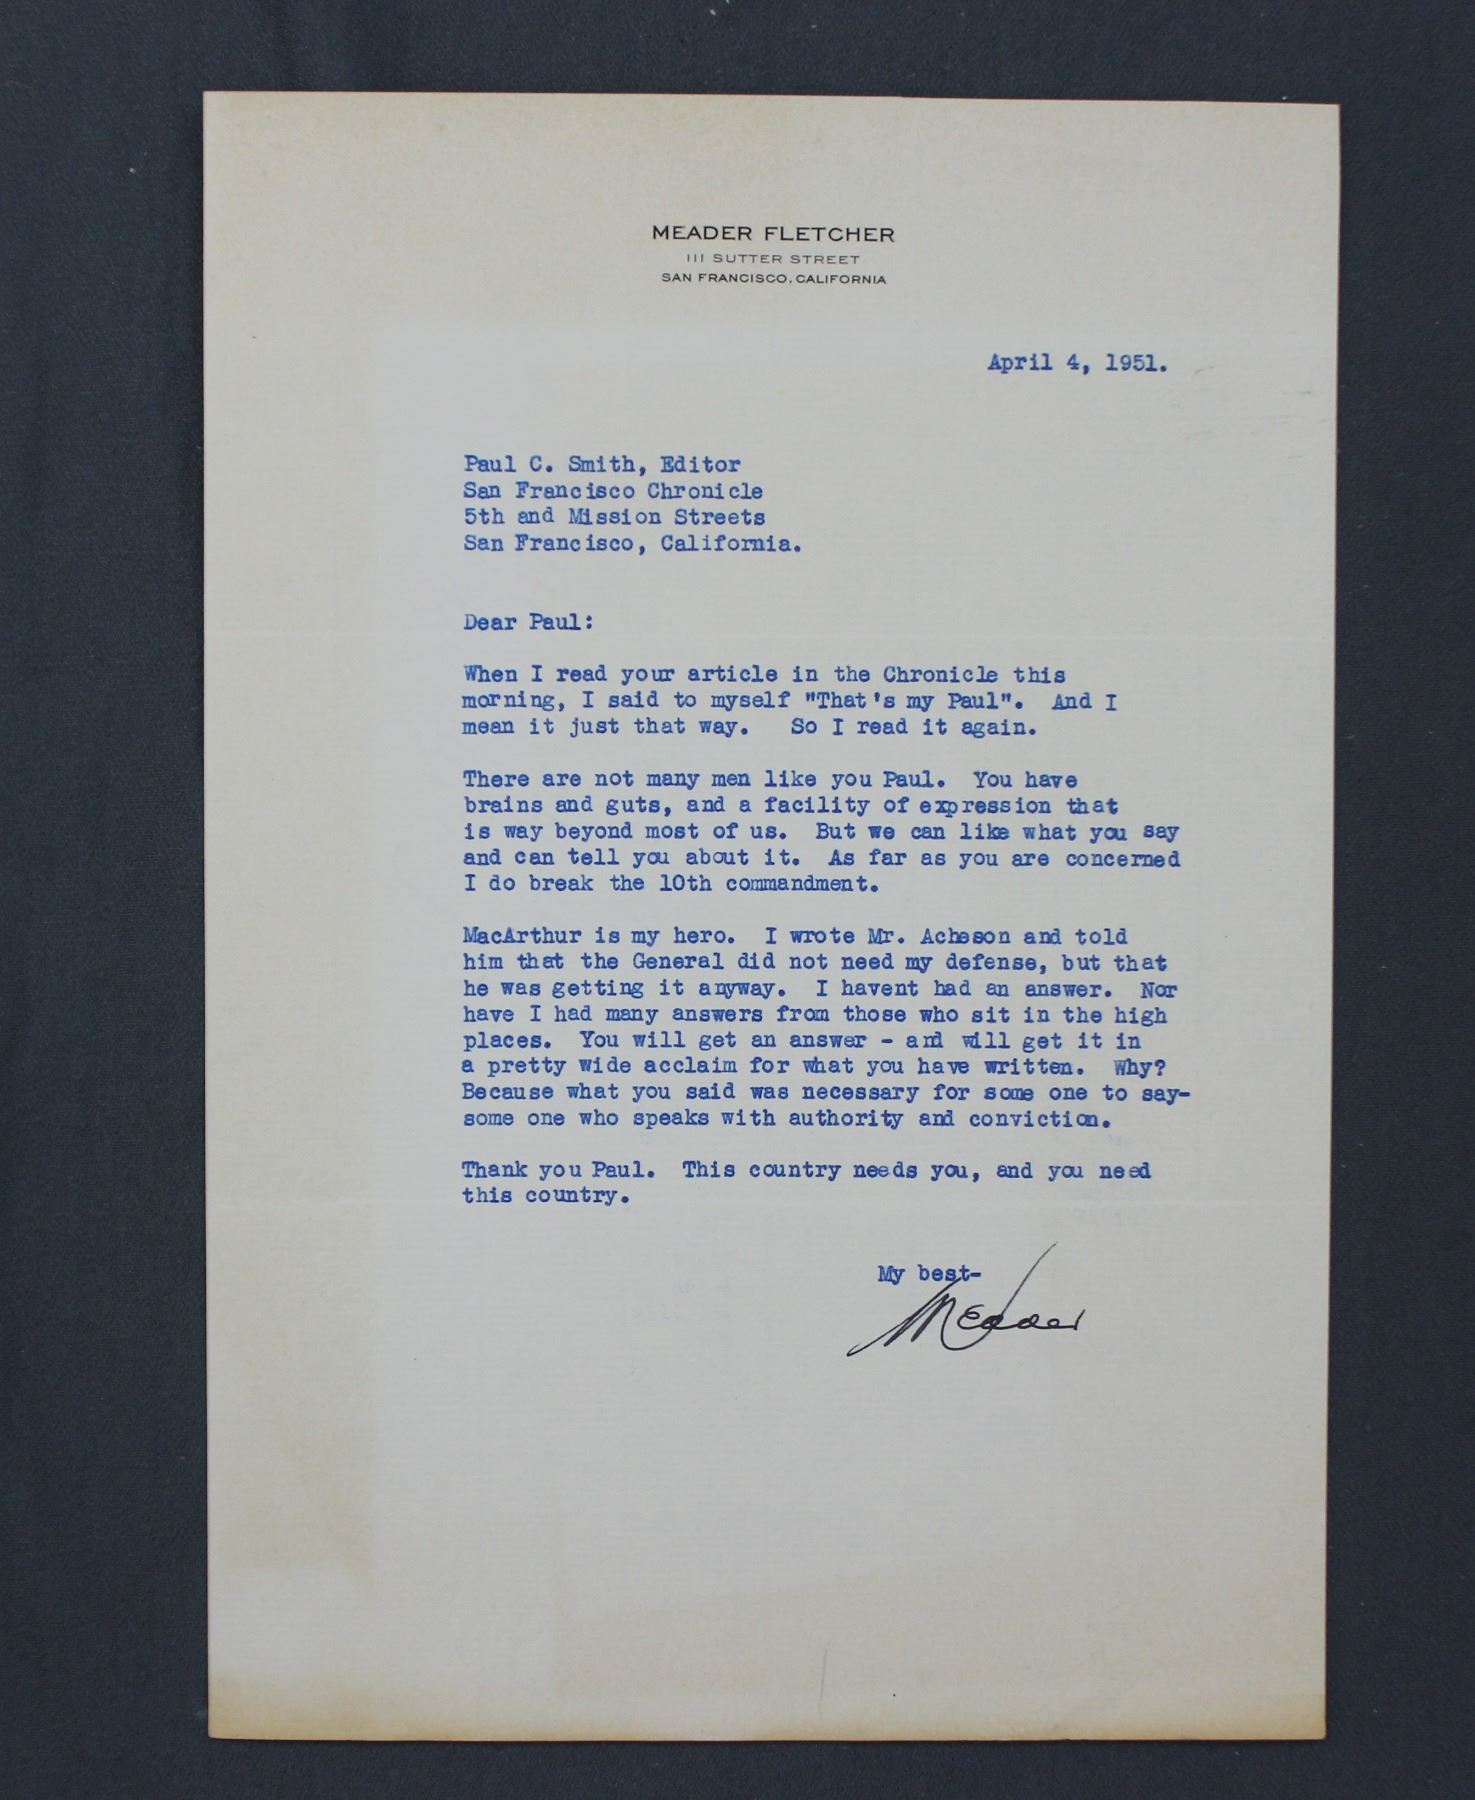 MEADER FLETCHER
111 SUTTER STREET
SAN FRANCISCO, CALIFORNIA
April 4, 1951.
Paul C. Smith, Editor
San Francisco Chronicle
5th and Mission Streets
San Francisco, California.
Dear Paul:
When I read your article in the Chronicle this
morning, I said to myself "That's my Paul". And I
mean it just that way. So I read it again.
There are not many men like you Paul. You have
brains and guts, and a facility of expression that
is way beyond most of us. But we can like what you say
and can tell you about it. As far as you are concerned
I do break the 10th commandment.
MacArthur is my hero. I wrote Mr. Acheson and told
him that the General did not need my defense, but that
he was getting it anyway. I havent had an answer. Nor
have I had many answers from those who sit in the high
places. You will get an answer - and will get it in
a pretty wide acclaim for what you have written. Why?
Because what you said was necessary for some one to say-
some one who speaks with authority and conviction.
Thank you Paul. This country needs you, and you need
this country.
My best-
Meader